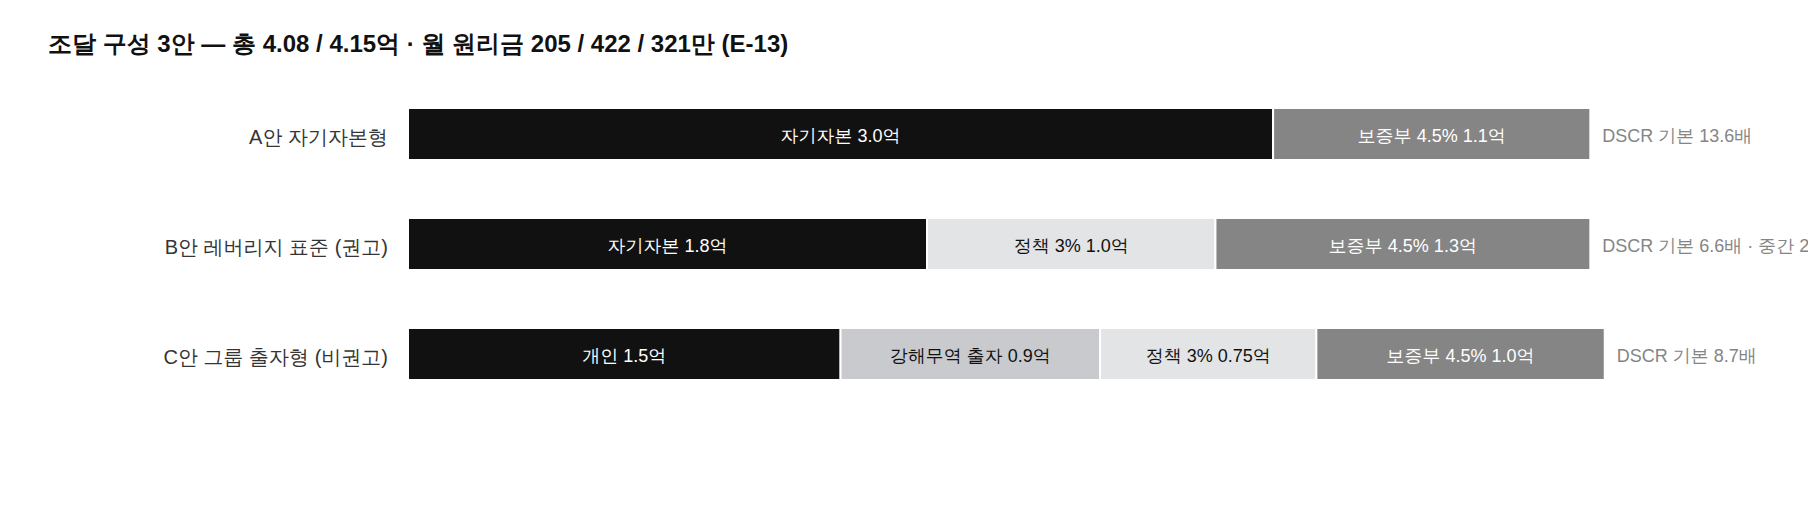 조달 구성 3안 — 총 4.08 / 4.15억 · 월 원리금 205 / 422 / 321만 (E-13)
A안 자기자본형 자기자본 3.0억 보증부 4.5% 1.1억 DSCR 기본 13.6배
B안 레버리지 표준 (권고) 자기자본 1.8억 정책 3% 1.0억 보증부 4.5% 1.3억 DSCR 기본 6.6배 · 중간 2
C안 그룹 출자형 (비권고) 개인 1.5억 강해무역 출자 0.9억 정책 3% 0.75억 보증부 4.5% 1.0억 DSCR 기본 8.7배